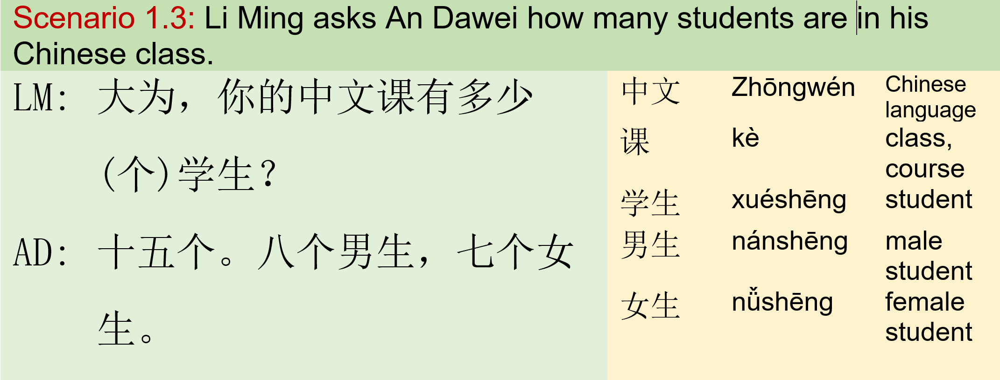 Scenario 1.3: Li Ming asks An Dawei how many students are in his
Chinese class.
LM: 大为，你的中文课有多少
(个)学生？
AD: 十五个。八个男生，七个女
生。
中文 Zhōngwén Chinese
language
课 kè class,
course
学生 xuéshēng student
男生 nánshēng male
student
女生 nǚshēng female
student